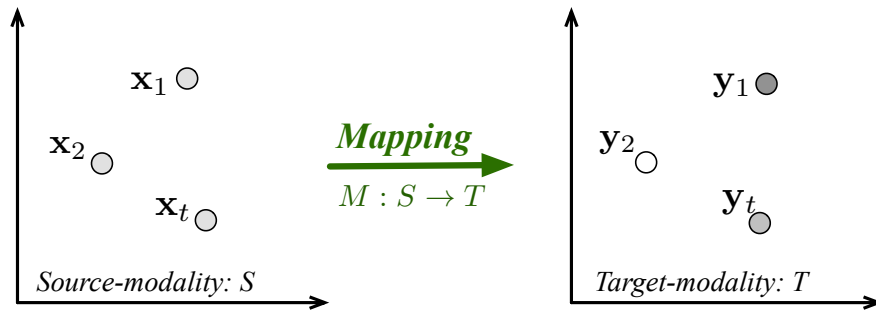 x₁
x₂
xₜ
Source-modality: S
Mapping
M : S → T
y₁
y₂
yₜ
Target-modality: T